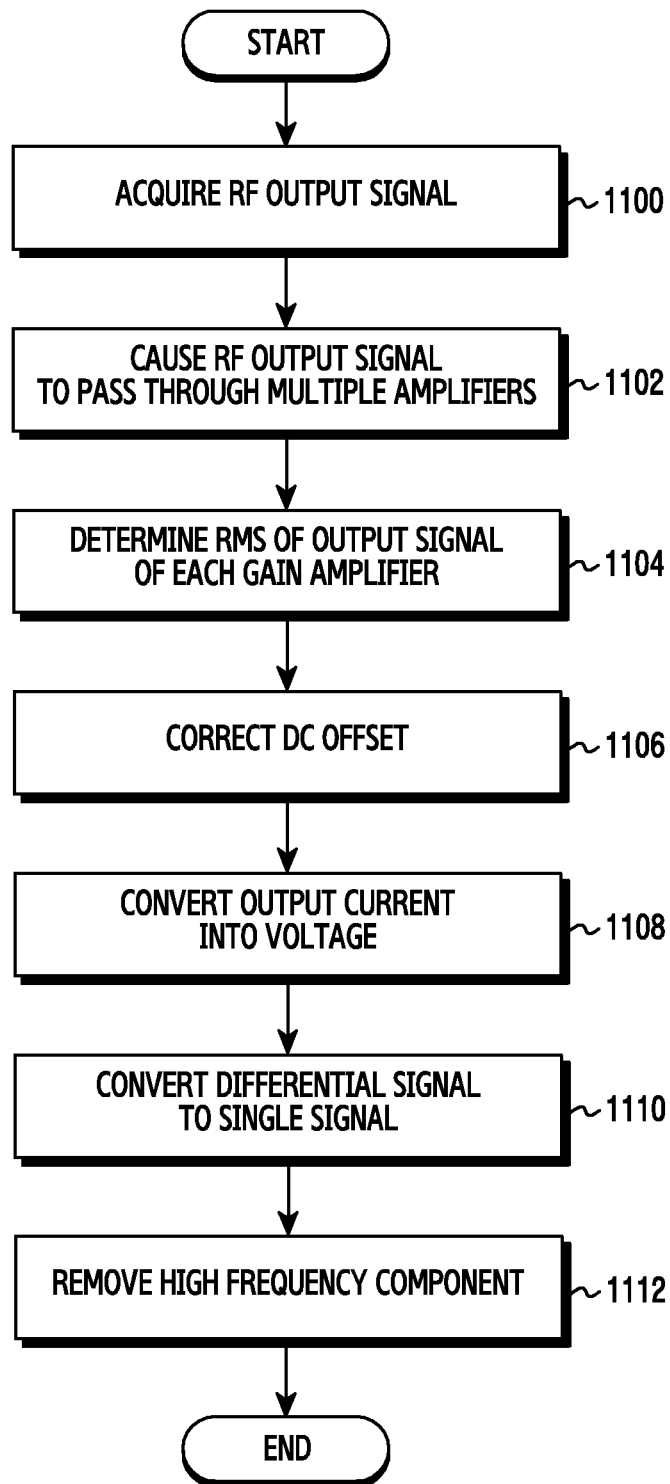 START
ACQUIRE RF OUTPUT SIGNAL
1100
CAUSE RF OUTPUT SIGNAL
TO PASS THROUGH MULTIPLE AMPLIFIERS
1102
DETERMINE RMS OF OUTPUT SIGNAL
OF EACH GAIN AMPLIFIER
1104
CORRECT DC OFFSET
1106
CONVERT OUTPUT CURRENT
INTO VOLTAGE
1108
CONVERT DIFFERENTIAL SIGNAL
TO SINGLE SIGNAL
1110
REMOVE HIGH FREQUENCY COMPONENT
1112
END